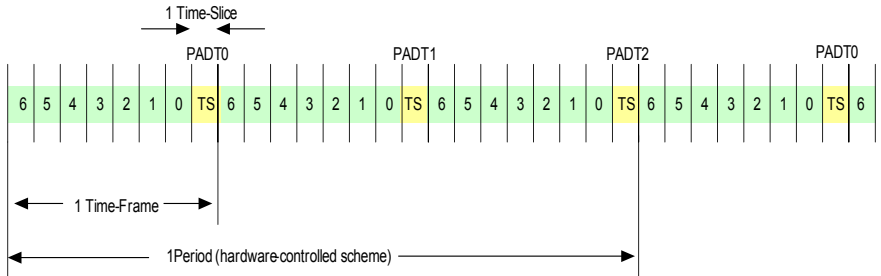 1 Time-Slice
PADT0 PADT1 PADT2 PADT0
6 5 4 3 2 1 0 TS 6 5 4 3 2 1 0 TS 6 5 4 3 2 1 0 TS 6 5 4 3 2 1 0 TS 6
1 Time-Frame
1Period (hardware-controlled scheme)